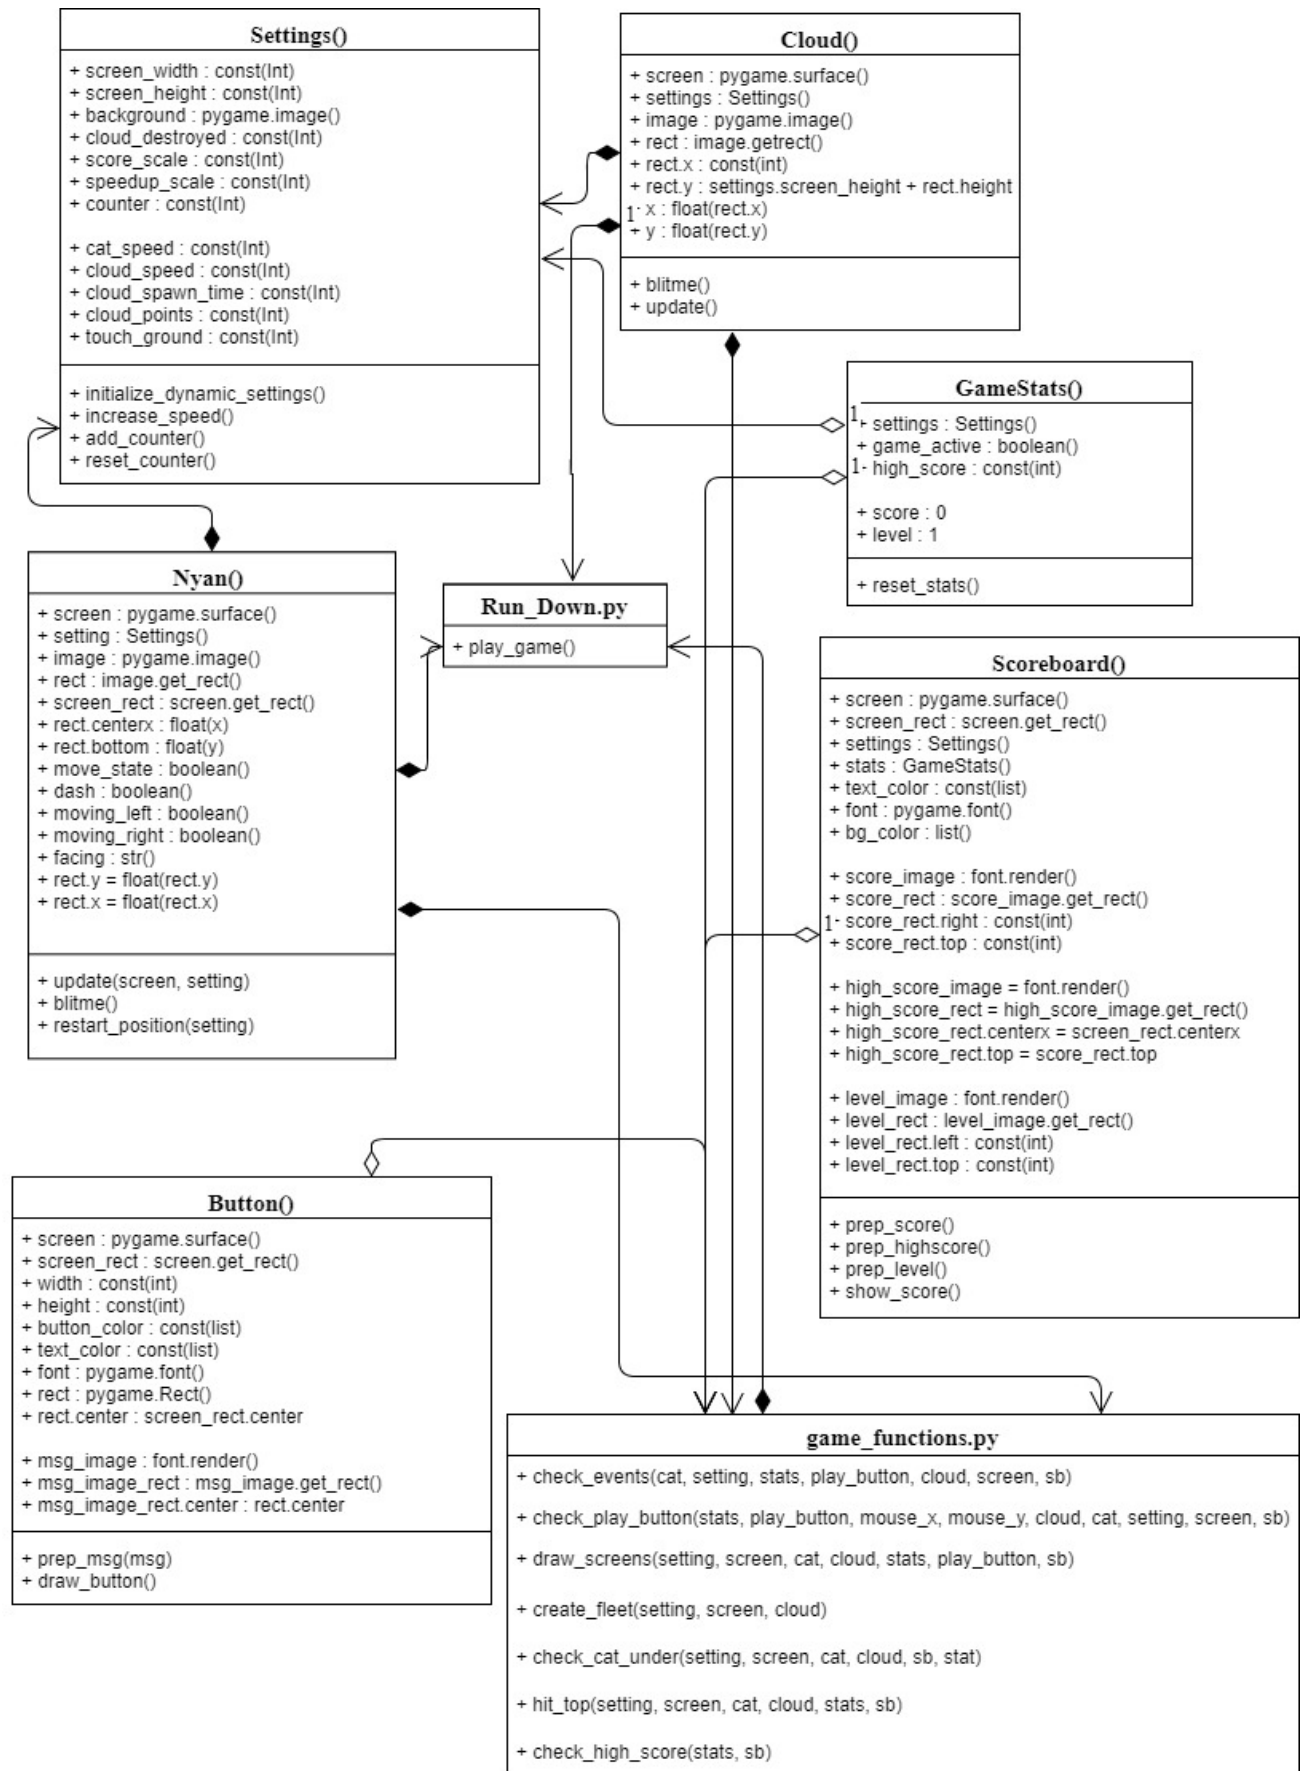 Settings()
+ screen_width : const(Int)
+ screen_height : const(Int)
+ background : pygame.image()
+ cloud_destroyed : const(Int)
+ score_scale : const(Int)
+ speedup_scale : const(Int)
+ counter : const(Int)
+ cat_speed : const(Int)
+ cloud_speed : const(Int)
+ cloud_spawn_time : const(Int)
+ cloud_points : const(Int)
+ touch_ground : const(Int)
+ initialize_dynamic_settings()
+ increase_speed()
+ add_counter()
+ reset_counter()
Cloud()
+ screen : pygame.surface()
+ settings : Settings()
+ image : pygame.image()
+ rect : image.getrect()
+ rect.x : const(int)
+ rect.y : settings.screen_height + rect.height
1 - x : float(rect.x)
+ y : float(rect.y)
+ blitme()
+ update()
GameStats()
1 + settings : Settings()
+ game_active : boolean()
1 - high_score : const(int)
+ score : 0
+ level : 1
+ reset_stats()
Nyan()
+ screen : pygame.surface()
+ setting : Settings()
+ image : pygame.image()
+ rect : image.get_rect()
+ screen_rect : screen.get_rect()
+ rect.centerx : float(x)
+ rect.bottom : float(y)
+ move_state : boolean()
+ dash : boolean()
+ moving_left : boolean()
+ moving_right : boolean()
+ facing : str()
+ rect.y = float(rect.y)
+ rect.x = float(rect.x)
+ update(screen, setting)
+ blitme()
+ restart_position(setting)
Run_Down.py
+ play_game()
Scoreboard()
+ screen : pygame.surface()
+ screen_rect : screen.get_rect()
+ settings : Settings()
+ stats : GameStats()
+ text_color : const(list)
+ font : pygame.font()
+ bg_color : list()
+ score_image : font.render()
+ score_rect : score_image.get_rect()
1 - score_rect.right : const(int)
+ score_rect.top : const(int)
+ high_score_image = font.render()
+ high_score_rect = high_score_image.get_rect()
+ high_score_rect.centerx = screen_rect.centerx
+ high_score_rect.top = score_rect.top
+ level_image : font.render()
+ level_rect : level_image.get_rect()
+ level_rect.left : const(int)
+ level_rect.top : const(int)
+ prep_score()
+ prep_highscore()
+ prep_level()
+ show_score()
Button()
+ screen : pygame.surface()
+ screen_rect : screen.get_rect()
+ width : const(int)
+ height : const(int)
+ button_color : const(list)
+ text_color : const(list)
+ font : pygame.font()
+ rect : pygame.Rect()
+ rect.center : screen_rect.center
+ msg_image : font.render()
+ msg_image_rect : msg_image.get_rect()
+ msg_image_rect.center : rect.center
+ prep_msg(msg)
+ draw_button()
game_functions.py
+ check_events(cat, setting, stats, play_button, cloud, screen, sb)
+ check_play_button(stats, play_button, mouse_x, mouse_y, cloud, cat, setting, screen, sb)
+ draw_screens(setting, screen, cat, cloud, stats, play_button, sb)
+ create_fleet(setting, screen, cloud)
+ check_cat_under(setting, screen, cat, cloud, sb, stat)
+ hit_top(setting, screen, cat, cloud, stats, sb)
+ check_high_score(stats, sb)